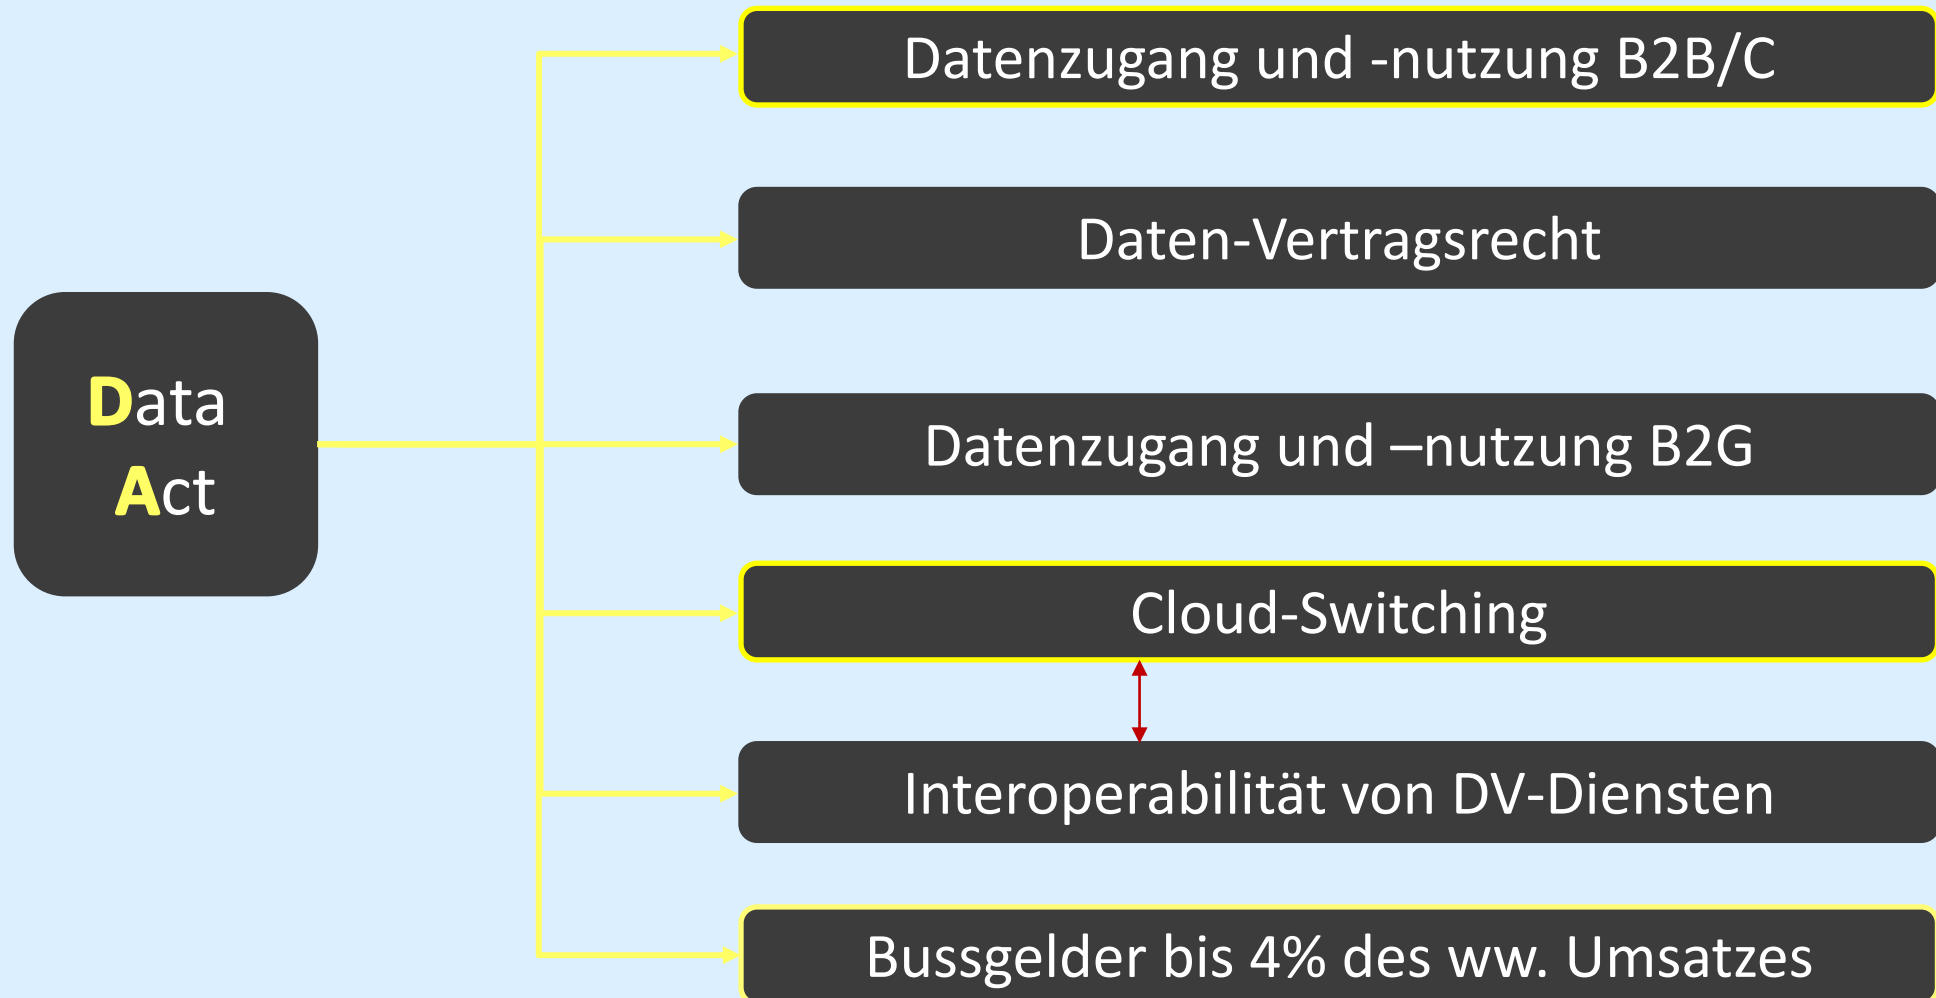 Datenzugang und -nutzung B2B/C
Daten-Vertragsrecht
Data
Act
Datenzugang und –nutzung B2G
Cloud-Switching
Interoperabilität von DV-Diensten
Bussgelder bis 4% des ww. Umsatzes